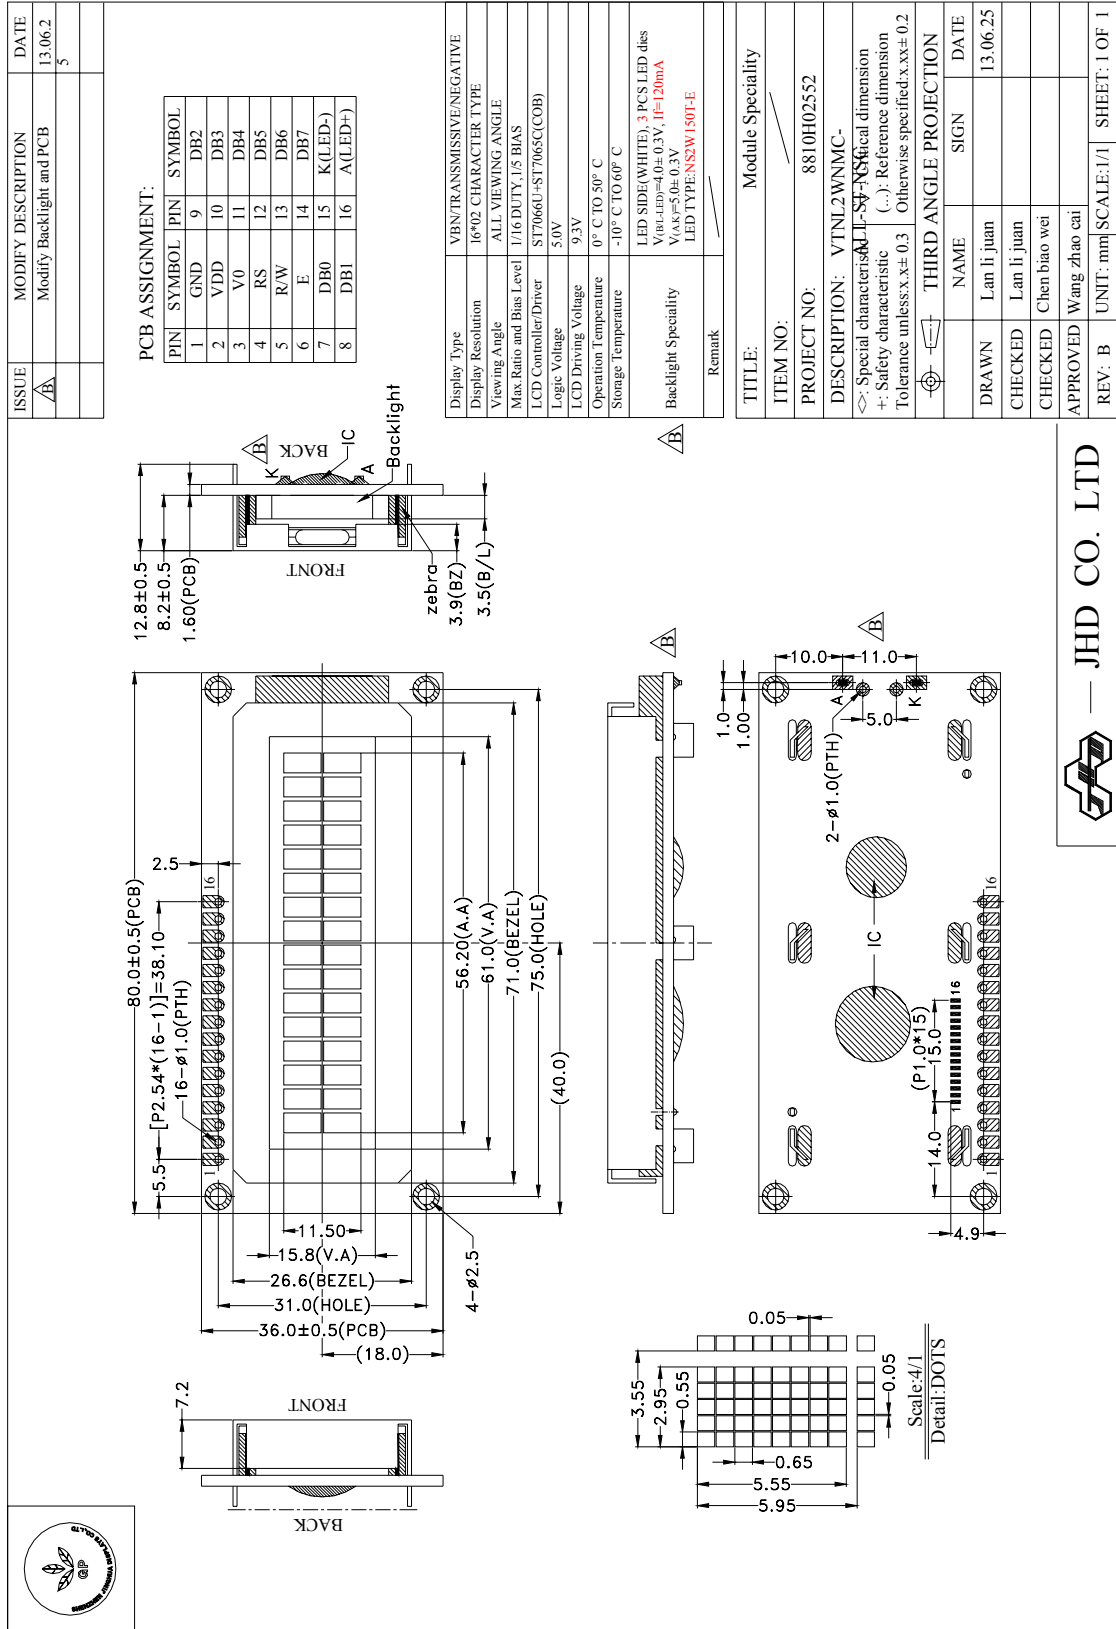 ISSUE MODIFY DESCRIPTION DATE
B Modify Backlight and PCB 13.06.2
5
PCB ASSIGNMENT:
PIN SYMBOL PIN SYMBOL
1 GND 9 DB2
2 VDD 10 DB3
3 V0 11 DB4
4 RS 12 DB5
5 R/W 13 DB6
6 E 14 DB7
7 DB0 15 K(LED-)
8 DB1 16 A(LED+)
Display Type VBN/TRANSMISSIVE/NEGATIVE
Display Resolution 16*02 CHARACTER TYPE
Viewing Angle ALL VIEWING ANGLE
Max.Ratio and Bias Level 1/16 DUTY,1/5 BIAS
LCD Controller/Driver ST7066U+ST7065C(COB)
Logic Voltage 5.0V
LCD Driving Voltage 9.3V
Operation Temperature 0° C TO 50° C
Storage Temperature -10° C TO 60° C
Backlight Speciality LED SIDE(WHITE), 3 PCS LED dies
V(B/L-LED)=4.0± 0.3V, If=120mA
V(A.K)=5.0± 0.3V
LED TYPE:NS2W150T-E
Remark
TITLE: Module Speciality
ITEM NO:
PROJECT NO: 8810H02552
DESCRIPTION: VTNL2WNMC-
ALL-ST-NSC
<>: Special characteristic ▽: Critical dimension
+: Safety characteristic (...): Reference dimension
Tolerance unless:x.x± 0.3 Otherwise specified:x.xx± 0.2
THIRD ANGLE PROJECTION
NAME SIGN DATE
DRAWN Lan li juan 13.06.25
CHECKED Lan li juan
CHECKED Chen biao wei
APPROVED Wang zhao cai
REV: B UNIT: mm SCALE:1/1 SHEET: 1 OF 1
JHD CO. LTD
12.8±0.5
8.2±0.5
1.60(PCB)
FRONT
BACK
B
K
IC
A
Backlight
zebra
3.9(BZ)
3.5(B/L)
B
80.0±0.5(PCB)
2.5
[P2.54*(16-1)]=38.10
16-ø1.0(PTH)
5.5
1
16
56.20(A.A)
61.0(V.A)
71.0(BEZEL)
75.0(HOLE)
(40.0)
11.50
15.8(V.A)
26.6(BEZEL)
31.0(HOLE)
36.0±0.5(PCB)
(18.0)
4-ø2.5
B
10.0
11.0
B
1.0
1.00
A
K
5.0
2-ø1.0(PTH)
IC
(P1.0*15)
15.0
14.0
1
16
1
16
4.9
7.2
FRONT
BACK
0.05
3.55
2.95
0.55
0.65
5.55
5.95
0.05
Scale:4/1
Detail:DOTS
GP